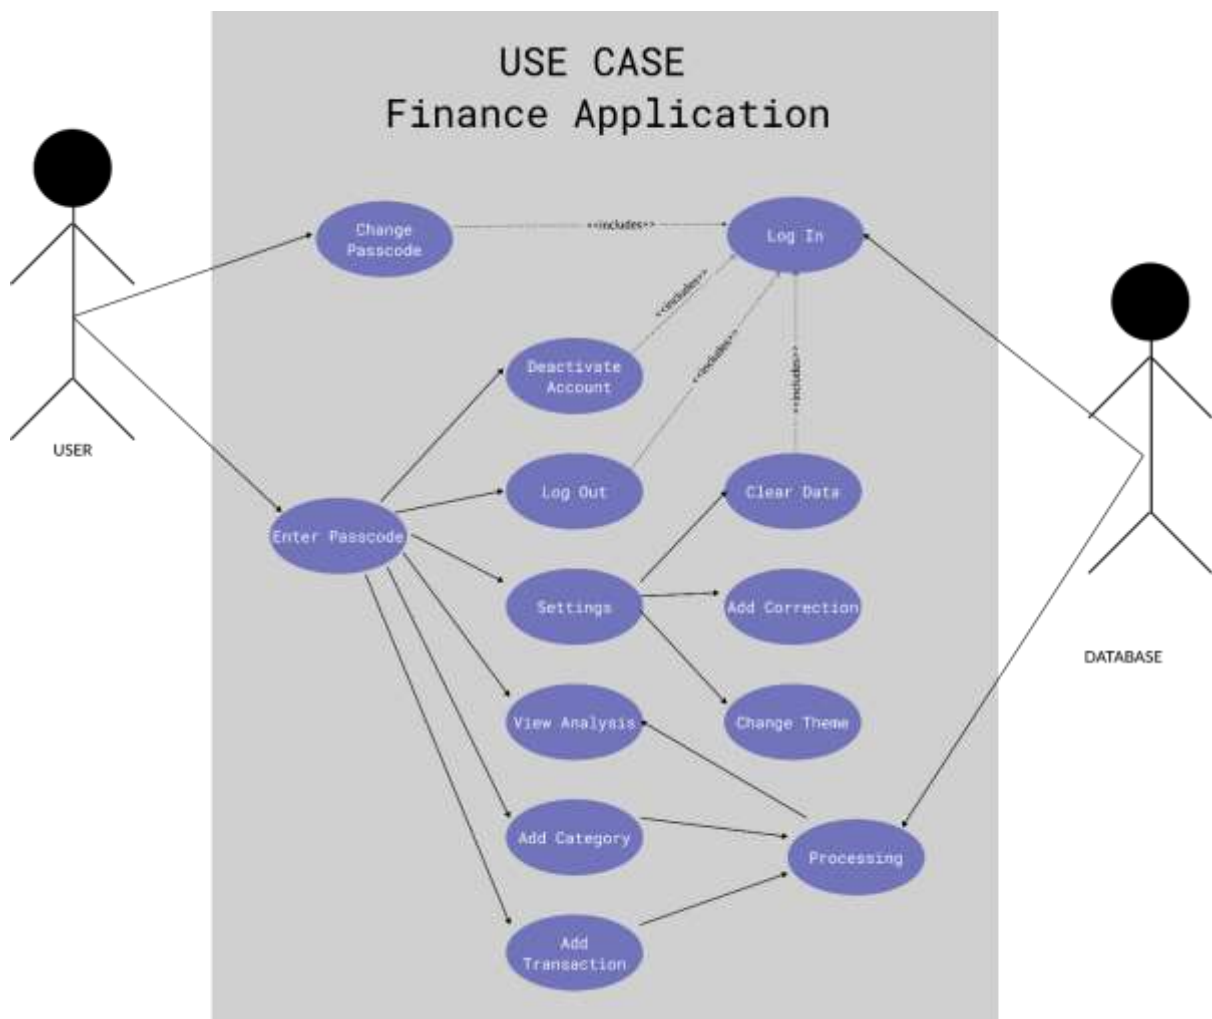 USE CASE
Finance Application
Change
Passcode
<<includes>>
Log In
<<includes>>
Deactivate
Account
<<includes>>
<<includes>>
USER
Log Out
Clear Data
Enter Passcode
Settings
Add Correction
DATABASE
View Analysis
Change Theme
Add Category
Processing
Add
Transaction